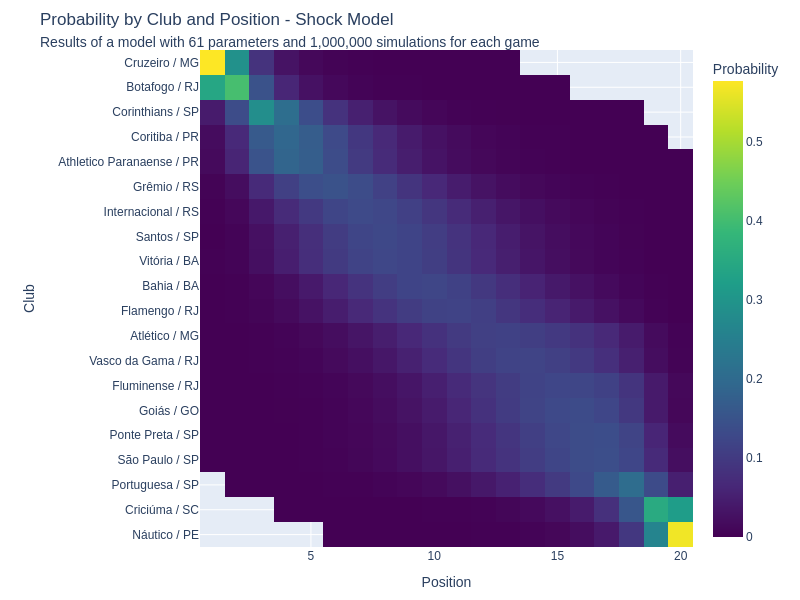 Probability by Club and Position - Shock Model
Results of a model with 61 parameters and 1,000,000 simulations for each game
Cruzeiro / MG
Botafogo / RJ
Corinthians / SP
Coritiba / PR
Athletico Paranaense / PR
Grêmio / RS
Internacional / RS
Santos / SP
Vitória / BA
Bahia / BA
Flamengo / RJ
Atlético / MG
Vasco da Gama / RJ
Fluminense / RJ
Goiás / GO
Ponte Preta / SP
São Paulo / SP
Portuguesa / SP
Criciúma / SC
Náutico / PE
Club
5
10
15
20
Position
Probability
0.5
0.4
0.3
0.2
0.1
0